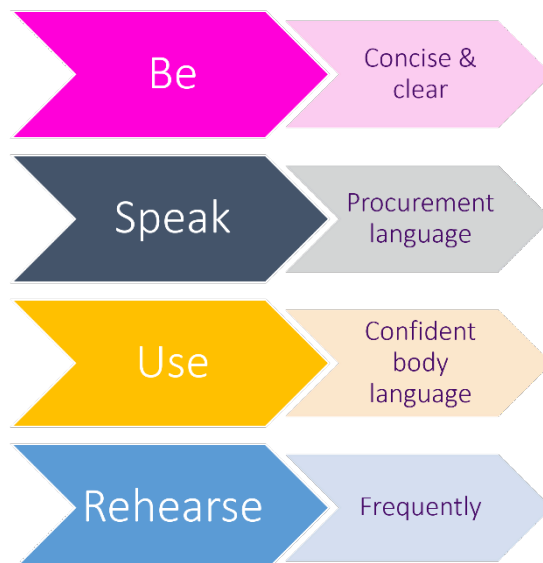 Be
Concise &
clear
Speak
Procurement
language
Use
Confident
body
language
Rehearse
Frequently